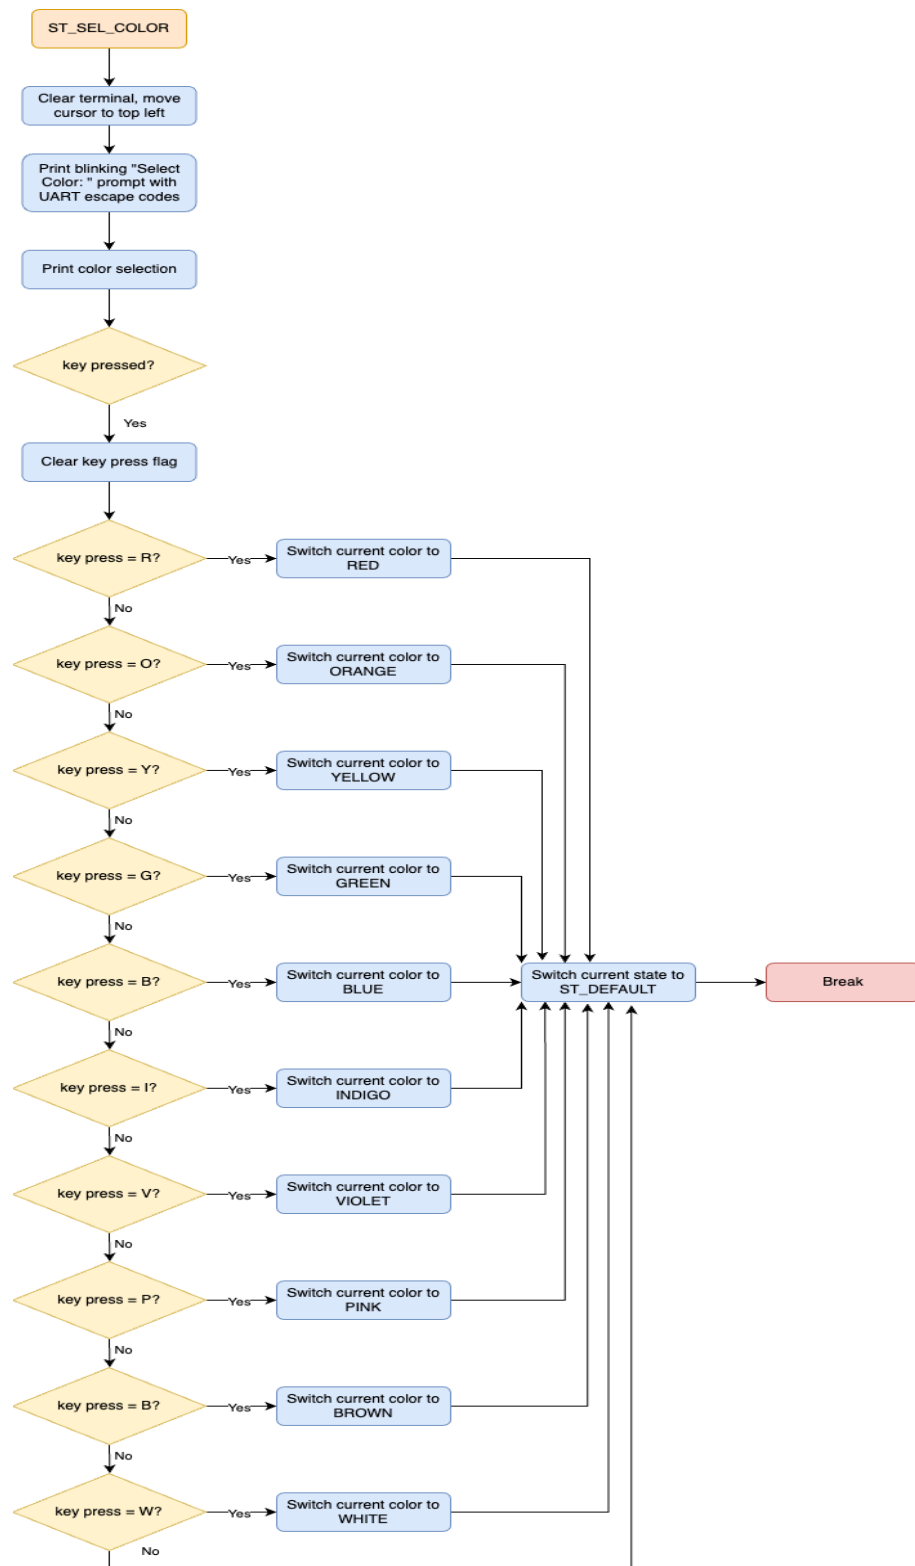 ST_SEL_COLOR
Clear terminal, move
cursor to top left
Print blinking "Select
Color: " prompt with
UART escape codes
Print color selection
key pressed?
Yes
Clear key press flag
key press = R?
Yes
Switch current color to
RED
No
key press = O?
Yes
Switch current color to
ORANGE
No
key press = Y?
Yes
Switch current color to
YELLOW
No
key press = G?
Yes
Switch current color to
GREEN
No
key press = B?
Yes
Switch current color to
BLUE
Switch current state to
ST_DEFAULT
Break
No
key press = I?
Yes
Switch current color to
INDIGO
No
key press = V?
Yes
Switch current color to
VIOLET
No
key press = P?
Yes
Switch current color to
PINK
No
key press = B?
Yes
Switch current color to
BROWN
No
key press = W?
Yes
Switch current color to
WHITE
No